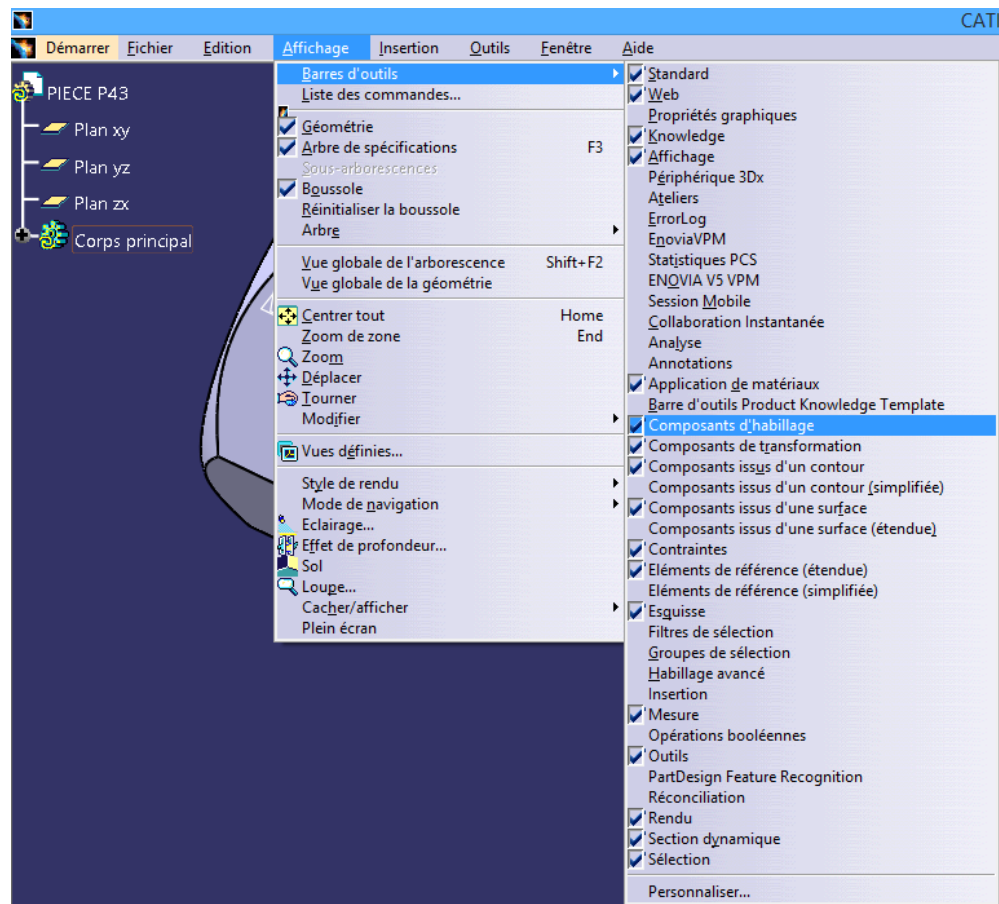 CATI
Démarrer Fichier Edition Affichage Insertion Outils Fenêtre Aide
PIECE P43
Plan xy
Plan yz
Plan zx
Corps principal
Barres d'outils
Liste des commandes...
Géométrie
Arbre de spécifications F3
Sous-arborescences
Boussole
Réinitialiser la boussole
Arbre
Vue globale de l'arborescence Shift+F2
Vue globale de la géométrie
Centrer tout Home
Zoom de zone End
Zoom
Déplacer
Tourner
Modifier
Vues définies...
Style de rendu
Mode de navigation
Eclairage...
Effet de profondeur...
Sol
Loupe...
Cacher/afficher
Plein écran
Standard
Web
Propriétés graphiques
Knowledge
Affichage
Périphérique 3Dx
Ateliers
ErrorLog
EnoviaVPM
Statistiques PCS
ENOVIA V5 VPM
Session Mobile
Collaboration Instantanée
Analyse
Annotations
Application de matériaux
Barre d'outils Product Knowledge Template
Composants d'habillage
Composants de transformation
Composants issus d'un contour
Composants issus d'un contour (simplifiée)
Composants issus d'une surface
Composants issus d'une surface (étendue)
Contraintes
Eléments de référence (étendue)
Eléments de référence (simplifiée)
Esquisse
Filtres de sélection
Groupes de sélection
Habillage avancé
Insertion
Mesure
Opérations booléennes
Outils
PartDesign Feature Recognition
Réconciliation
Rendu
Section dynamique
Sélection
Personnaliser...